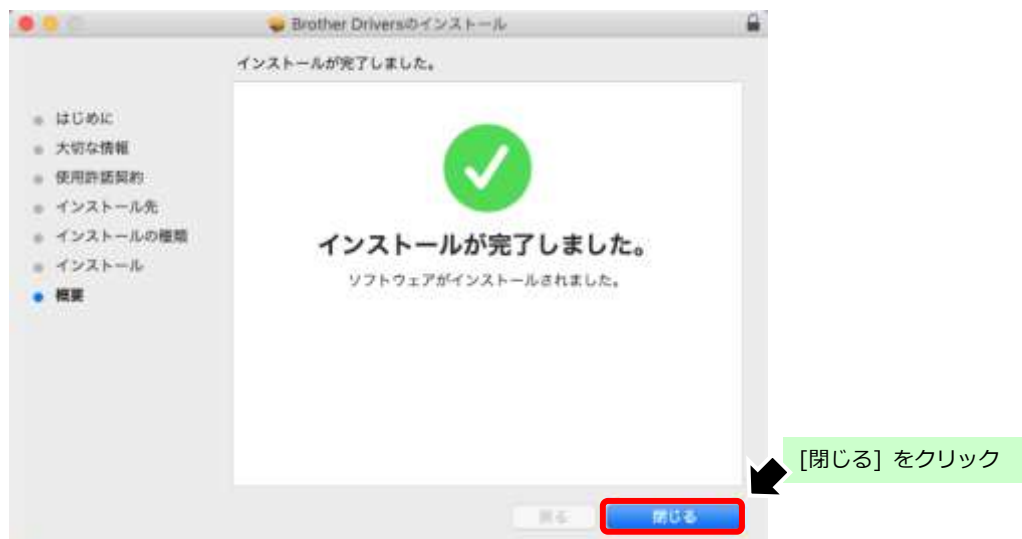 Brother Driversのインストール
インストールが完了しました。
はじめに
大切な情報
使用許諾契約
インストール先
インストールの種類
インストール
概要
インストールが完了しました。
ソフトウェアがインストールされました。
[閉じる] をクリック
戻る
閉じる